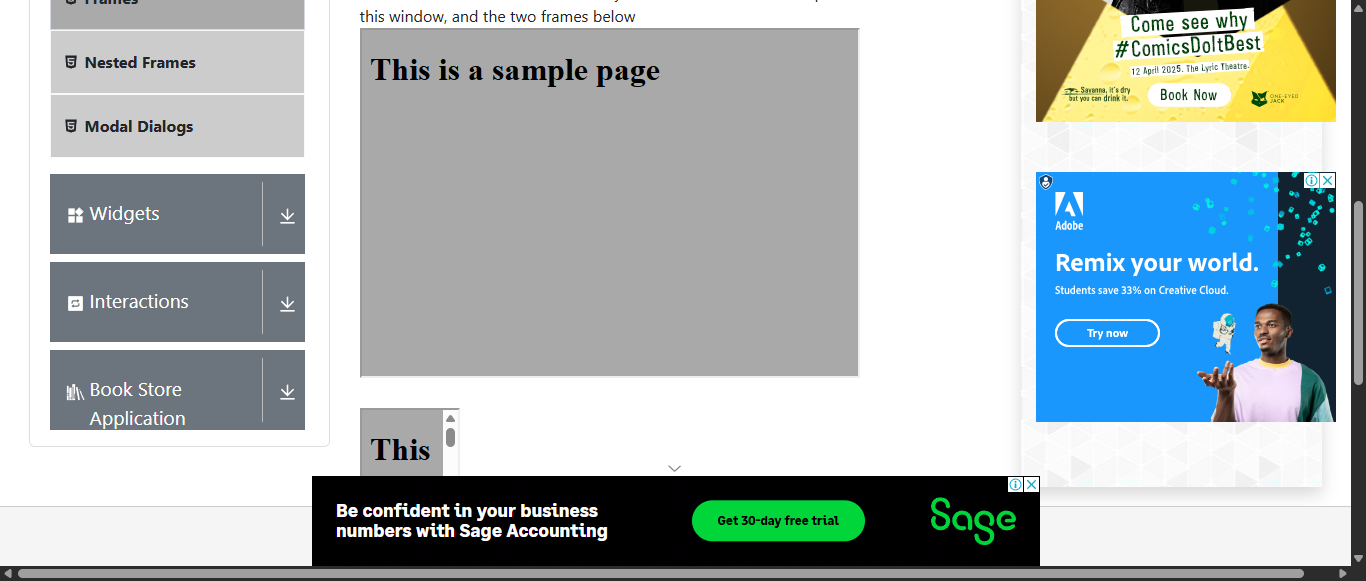 Frames
Nested Frames
Modal Dialogs
Widgets
Interactions
Book Store
Application
this window, and the two frames below
This is a sample page
This
Come see why
#ComicsDoItBest
12 April 2025. The Lyric Theatre.
Savanna, it's dry
but you can drink it.
Book Now
ONE-EYED
JACK
Adobe
Remix your world.
Students save 33% on Creative Cloud.
Try now
Be confident in your business
numbers with Sage Accounting
Get 30-day free trial
Sage